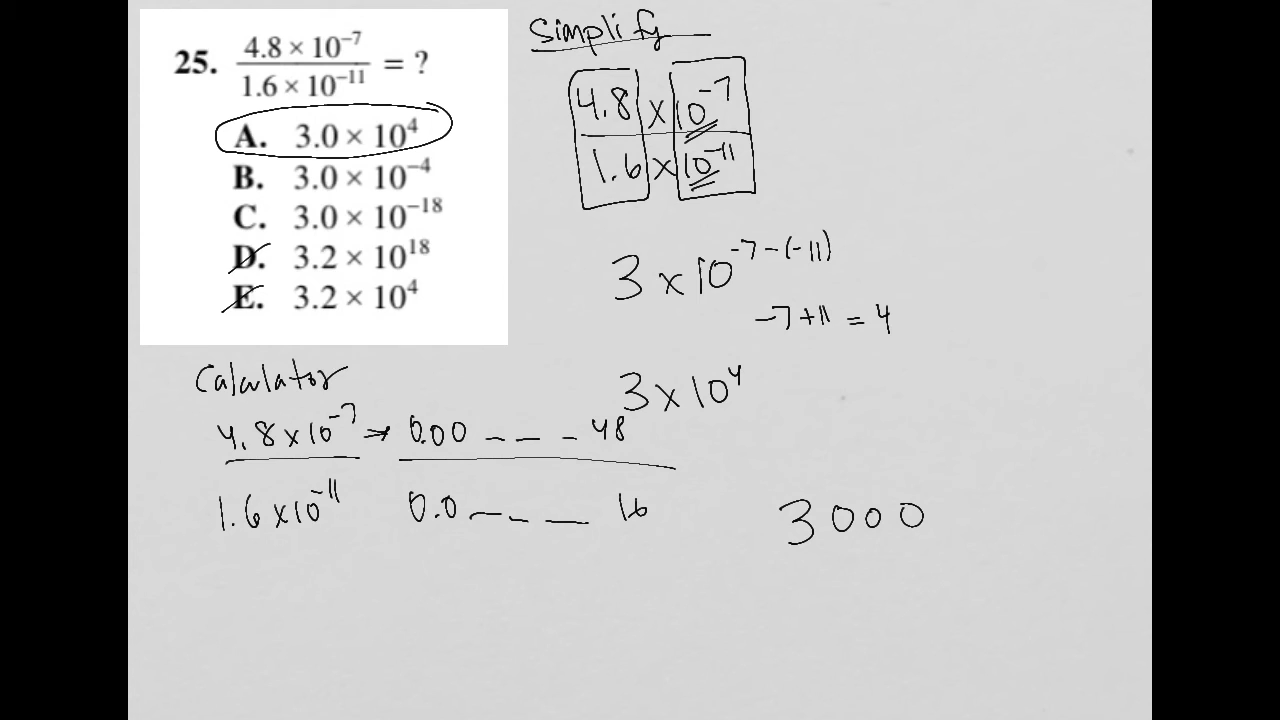 25. 4.8 × 10⁻⁷
1.6 × 10⁻¹¹ = ?
A. 3.0 × 10⁴
B. 3.0 × 10⁻⁴
C. 3.0 × 10⁻¹⁸
D. 3.2 × 10¹⁸
E. 3.2 × 10⁴
Simplify
4.8 × 10⁻⁷
1.6 × 10⁻¹¹
3 × 10⁻⁷⁻⁽⁻¹¹⁾
-7+11 = 4
3 × 10⁴
Calculator
4.8 × 10⁻⁷ → 0.00 _ _ _ 48
1.6 × 10⁻¹¹ 0.0 _ _ _ 16
3000